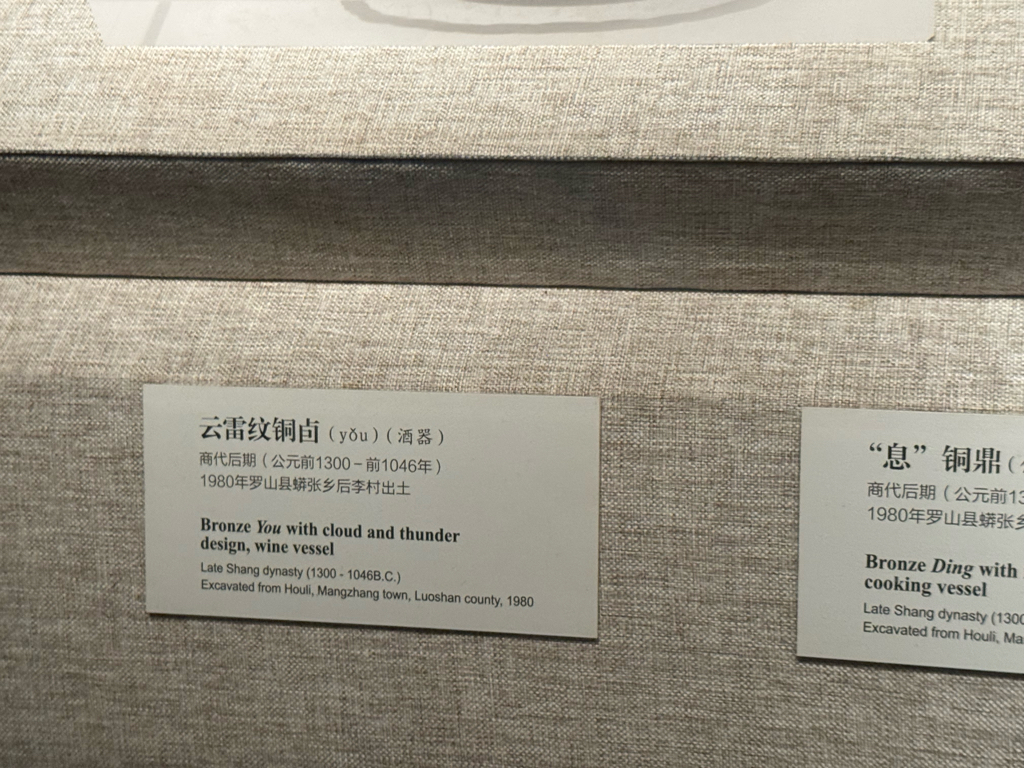 云雷纹铜卣（yǒu）（酒器）
商代后期（公元前1300－前1046年）
1980年罗山县蟒张乡后李村出土
Bronze You with cloud and thunder
design, wine vessel
Late Shang dynasty (1300 - 1046B.C.)
Excavated from Houli, Mangzhang town, Luoshan county, 1980
“息”铜鼎（
商代后期（公元前13
1980年罗山县蟒张乡
Bronze Ding with
cooking vessel
Late Shang dynasty (1300
Excavated from Houli, Ma